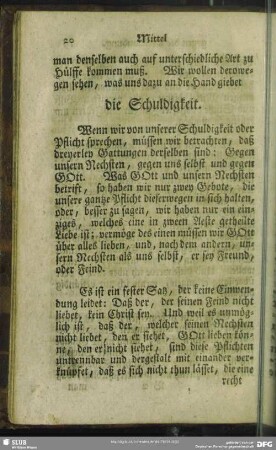 20 Mittel
man denselben auch auf unterschiedliche Art zu
Hülffe kommen muß. Wir wollen derowe-
gen sehen, was uns dazu an die Hand giebet
die Schuldigkeit.
Wenn wir von unserer Schuldigkeit oder
Pflicht sprechen, müssen wir betrachten, daß
dreyerley Gattungen derselben sind: Gegen
unsern Nechsten, gegen uns selbst und gegen
GOtt. Was GOtt und unsern Nechsten
betrift, so haben wir nur zwey Gebote, die
unsere gantze Pflicht dieserwegen in sich halten,
oder, besser zu sagen, wir haben nur ein ein-
ziges, welches eine in zween Aeste getheilte
Liebe ist; vermöge des einen müssen wir GOtt
über alles lieben, und, nach dem andern, un-
sern Nechsten als uns selbst, er sey Freund,
oder Feind.
Es ist ein fester Satz, der keine Einwen-
dung leidet: Daß der, der seinen Feind nicht
liebet, kein Christ sey. Und weil es unmög-
lich ist, daß der, welcher seinen Nechsten
nicht liebet, den er siehet, GOtt lieben kön-
ne, den er nicht siehet, sind diese Pflichten
unzertrennbar und dergestalt mit einander ver-
knüpfet, daß es sich nicht thun lässet, die eine
recht
SLUB
DFG